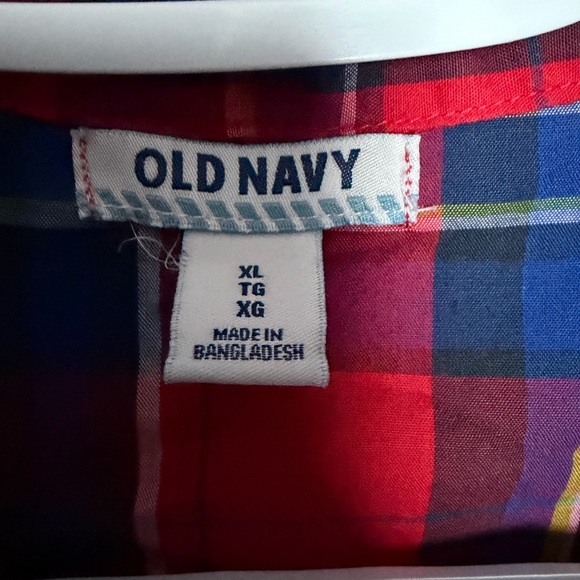 OLD NAVY
XL
TG
XG
MADE IN
BANGLADESH